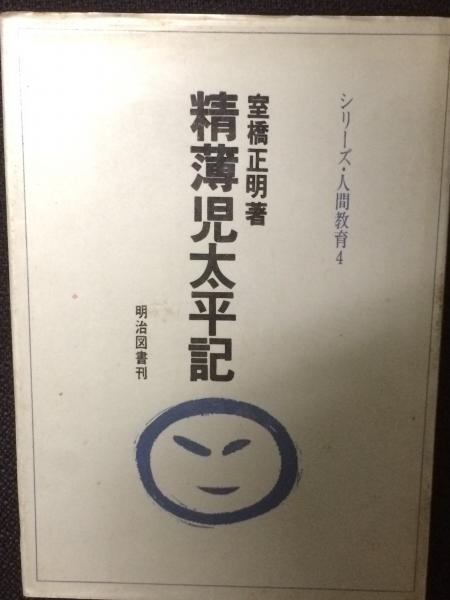 シリーズ・人間教育4
室橋正明著
精薄児太平記
明治図書刊